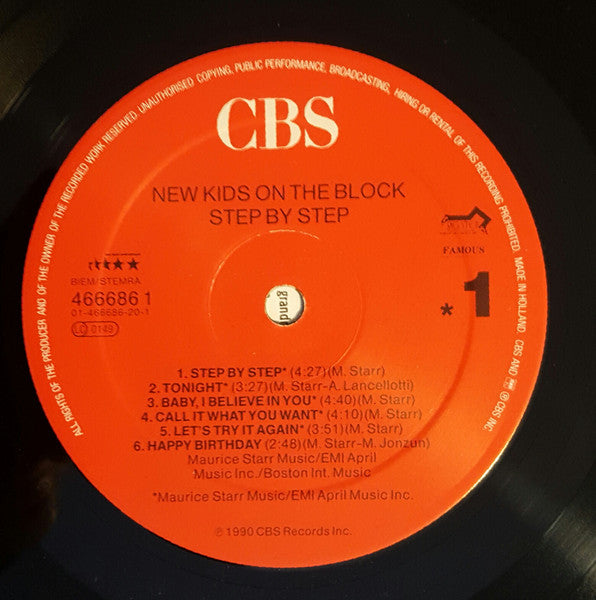 ALL RIGHTS OF THE PRODUCER AND OF THE OWNER OF THE RECORDED WORK RESERVED. UNAUTHORISED COPYING, PUBLIC PERFORMANCE, BROADCASTING, HIRING OR RENTAL OF THIS RECORDING PROHIBITED. MADE IN HOLLAND. CBS AND ® CBS INC.
CBS
NEW KIDS ON THE BLOCK
STEP BY STEP
FAMOUS
BIEM/STEMRA
466686 1
01-466686-20-1
LC 0149
* 1
grand
1. STEP BY STEP* (4:27)(M. Starr)
2. TONIGHT* (3:27)(M. Starr-A. Lancellotti)
3. BABY, I BELIEVE IN YOU* (4:40)(M. Starr)
4. CALL IT WHAT YOU WANT* (4:10)(M. Starr)
5. LET'S TRY IT AGAIN* (3:51)(M. Starr)
6. HAPPY BIRTHDAY (2:48)(M. Starr-M. Jonzun)
Maurice Starr Music/EMI April
Music Inc./Boston Int. Music
*Maurice Starr Music/EMI April Music Inc.
℗ 1990 CBS Records Inc.